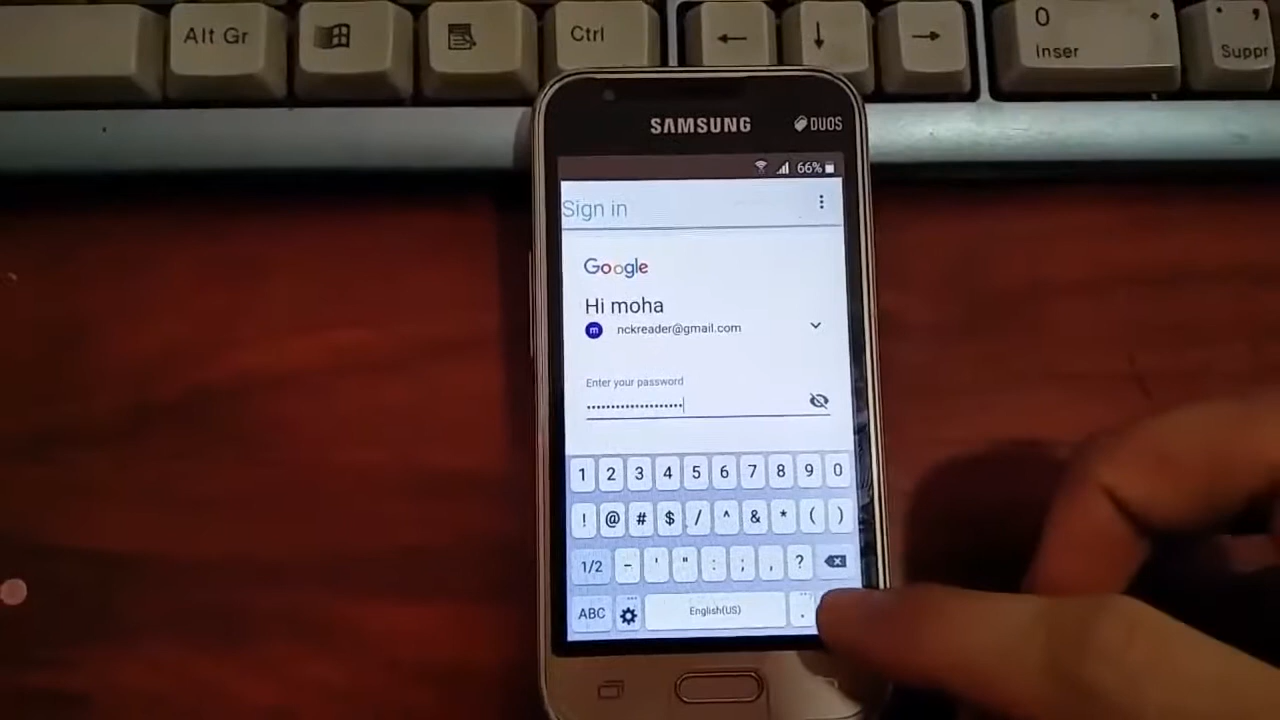 Alt Gr
Ctrl
←
↓
→
0
Inser
. ,
Suppr
SAMSUNG
DUOS
66%
Sign in
Google
Hi moha
m nckreader@gmail.com
Enter your password
••••••••••••••••••••
1 2 3 4 5 6 7 8 9 0
! @ # $ / ^ & * ( )
1/2 - ' " : ; , ?
ABC English(US) .